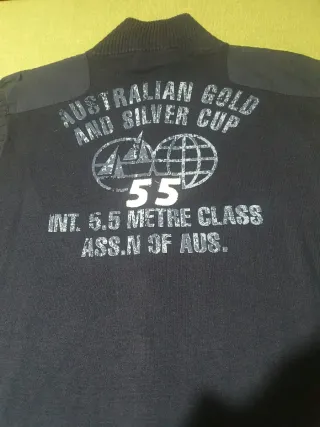 AUSTRALIAN GOLD
AND SILVER CUP
55
INT. 5.5 METRE CLASS
ASS.N OF AUS.